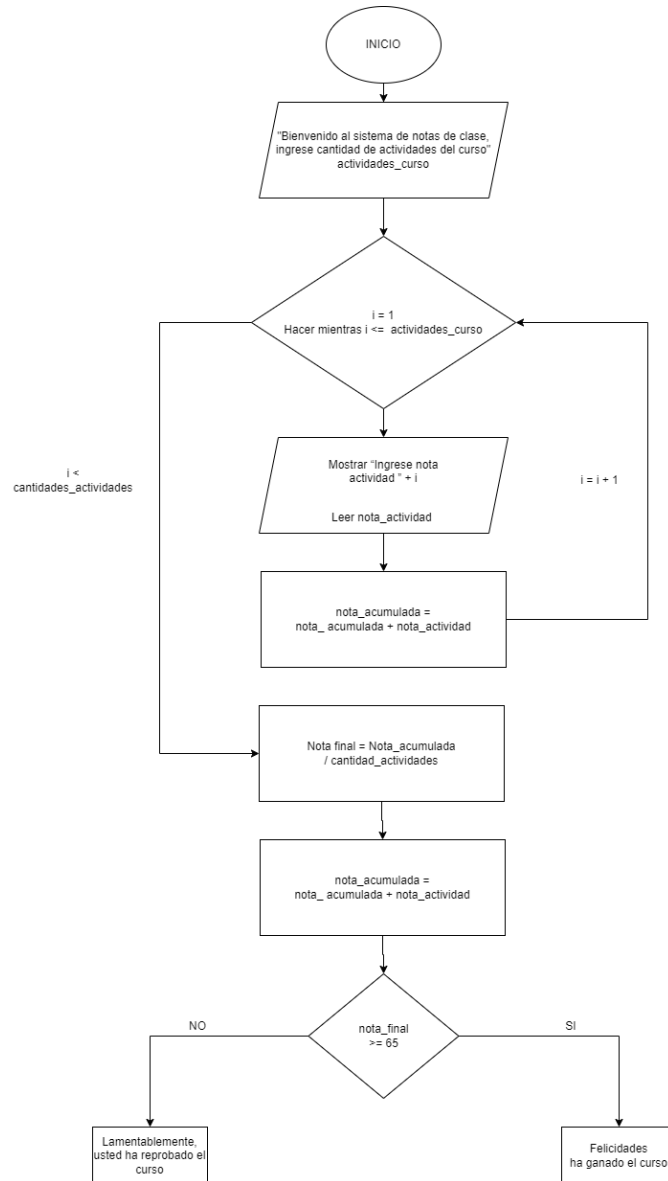 INICIO
"Bienvenido al sistema de notas de clase,
ingrese cantidad de actividades del curso"
actividades_curso
i = 1
Hacer mientras i <= actividades_curso
i <
cantidades_actividades
Mostrar “Ingrese nota
actividad ” + i
Leer nota_actividad
i = i + 1
nota_acumulada =
nota_ acumulada + nota_actividad
Nota final = Nota_acumulada
/ cantidad_actividades
nota_acumulada =
nota_ acumulada + nota_actividad
NO
nota_final
>= 65
SI
Lamentablemente,
usted ha reprobado el
curso
Felicidades
ha ganado el curso